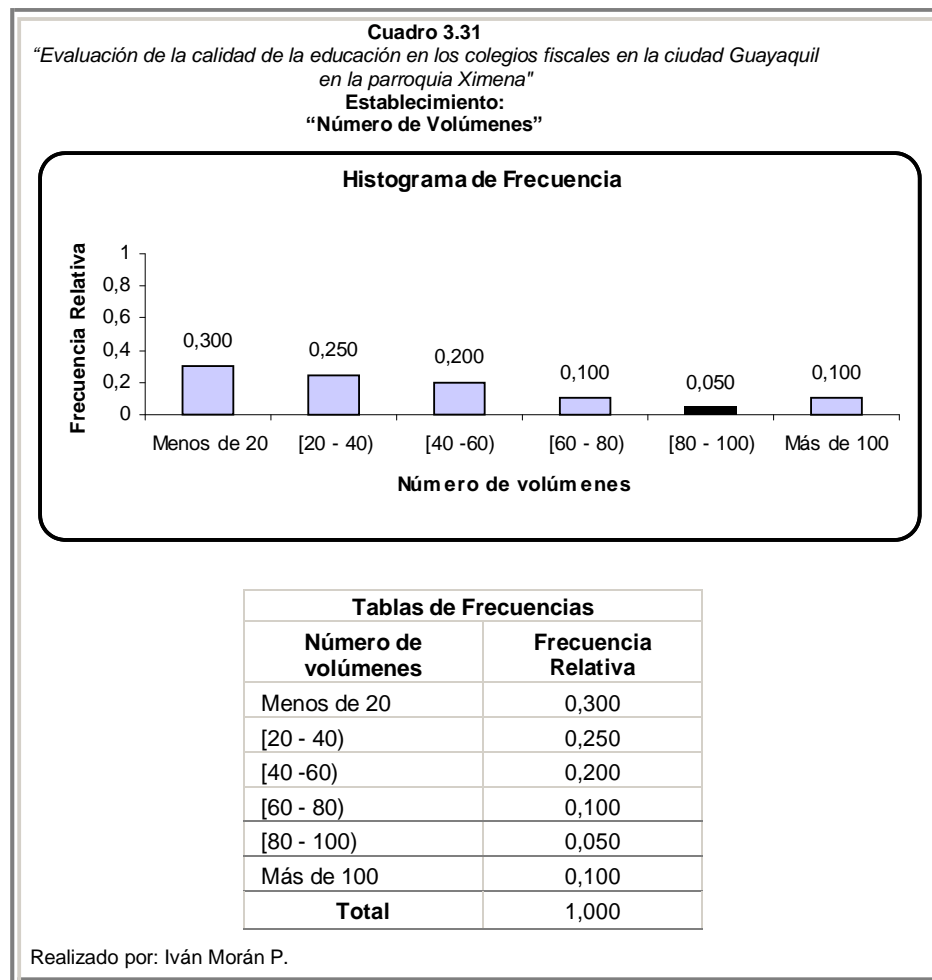 Cuadro 3.31
“Evaluación de la calidad de la educación en los colegios fiscales en la ciudad Guayaquil
en la parroquia Ximena"
Establecimiento:
“Número de Volúmenes”
Histograma de Frecuencia
Frecuencia Relativa
1
0,8
0,6
0,4
0,2
0
0,300
0,250
0,200
0,100
0,050
0,100
Menos de 20
[20 - 40)
[40 -60)
[60 - 80)
[80 - 100)
Más de 100
Número de volúmenes
Tablas de Frecuencias
Número de volúmenes Frecuencia Relativa
Menos de 20 0,300
[20 - 40) 0,250
[40 -60) 0,200
[60 - 80) 0,100
[80 - 100) 0,050
Más de 100 0,100
Total 1,000
Realizado por: Iván Morán P.